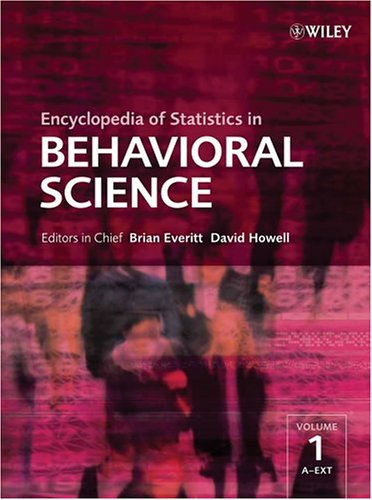 WILEY
Encyclopedia of Statistics in
BEHAVIORAL
SCIENCE
Editors in Chief Brian Everitt David Howell
VOLUME
1
A–EXT